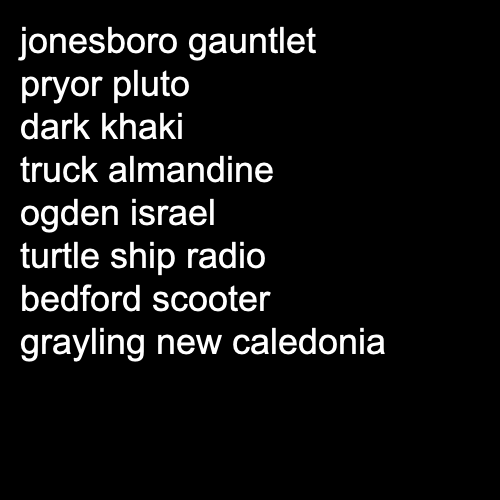 jonesboro gauntlet
pryor pluto
dark khaki
truck almandine
ogden israel
turtle ship radio
bedford scooter
grayling new caledonia